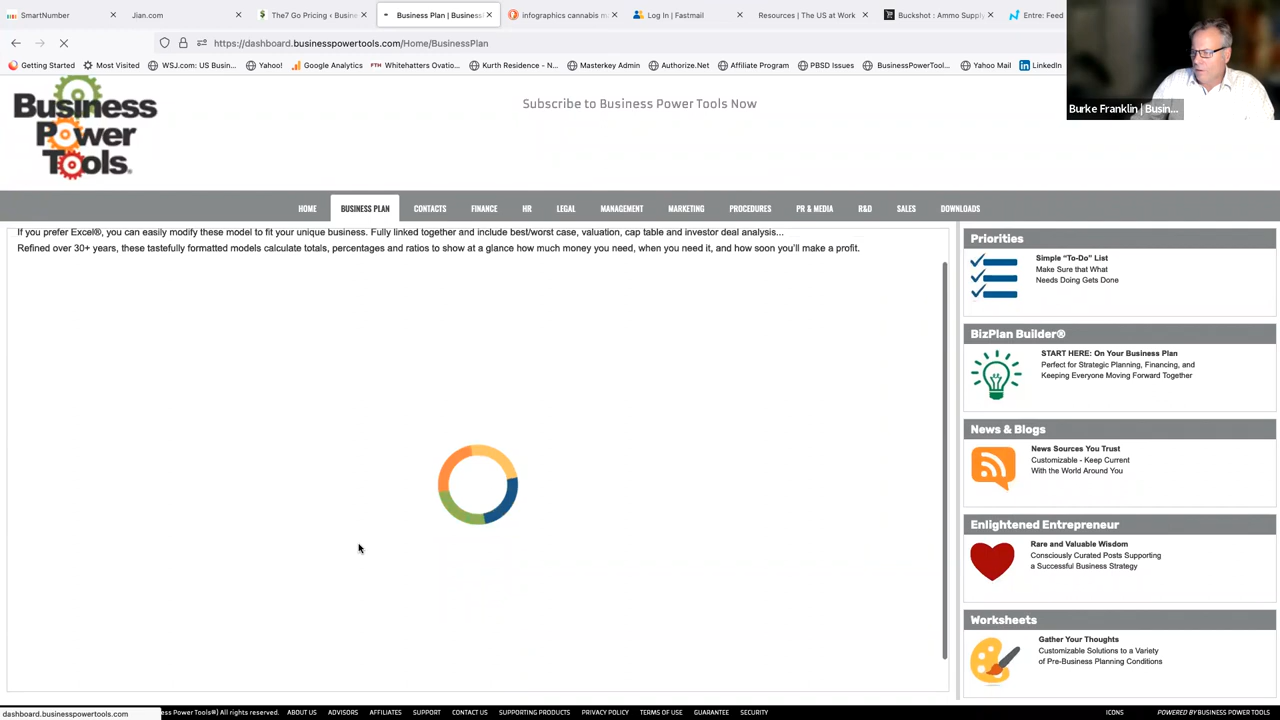 SmartNumber
Jian.com
The7 Go Pricing ‹ Busine
Business Plan | Business
infographics cannabis m
Log In | Fastmail
Resources | The US at Work
Buckshot : Ammo Supply
Entre: Feed
https://dashboard.businesspowertools.com/Home/BusinessPlan
Getting Started
Most Visited
WSJ.com: US Busin...
Yahoo!
Google Analytics
FTH Whitehatters Ovatio...
Kurth Residence - N...
Masterkey Admin
Authorize.Net
Affiliate Program
PBSD Issues
BusinessPowerTool...
Yahoo Mail
LinkedIn
Burke Franklin | Busin...
Business
Power
Tools
Subscribe to Business Power Tools Now
HOME BUSINESS PLAN CONTACTS FINANCE HR LEGAL MANAGEMENT MARKETING PROCEDURES PR & MEDIA R&D SALES DOWNLOADS
If you prefer Excel®, you can easily modify these model to fit your unique business. Fully linked together and include best/worst case, valuation, cap table and investor deal analysis...
Refined over 30+ years, these tastefully formatted models calculate totals, percentages and ratios to show at a glance how much money you need, when you need it, and how soon you'll make a profit.
Priorities
Simple “To-Do” List
Make Sure that What
Needs Doing Gets Done
BizPlan Builder®
START HERE: On Your Business Plan
Perfect for Strategic Planning, Financing, and
Keeping Everyone Moving Forward Together
News & Blogs
News Sources You Trust
Customizable - Keep Current
With the World Around You
Enlightened Entrepreneur
Rare and Valuable Wisdom
Consciously Curated Posts Supporting
a Successful Business Strategy
Worksheets
Gather Your Thoughts
Customizable Solutions to a Variety
of Pre-Business Planning Conditions
dashboard.businesspowertools.com
ess Power Tools®| All rights reserved. ABOUT US ADVISORS AFFILIATES SUPPORT CONTACT US SUPPORTING PRODUCTS PRIVACY POLICY TERMS OF USE GUARANTEE SECURITY
ICONS POWERED BY BUSINESS POWER TOOLS